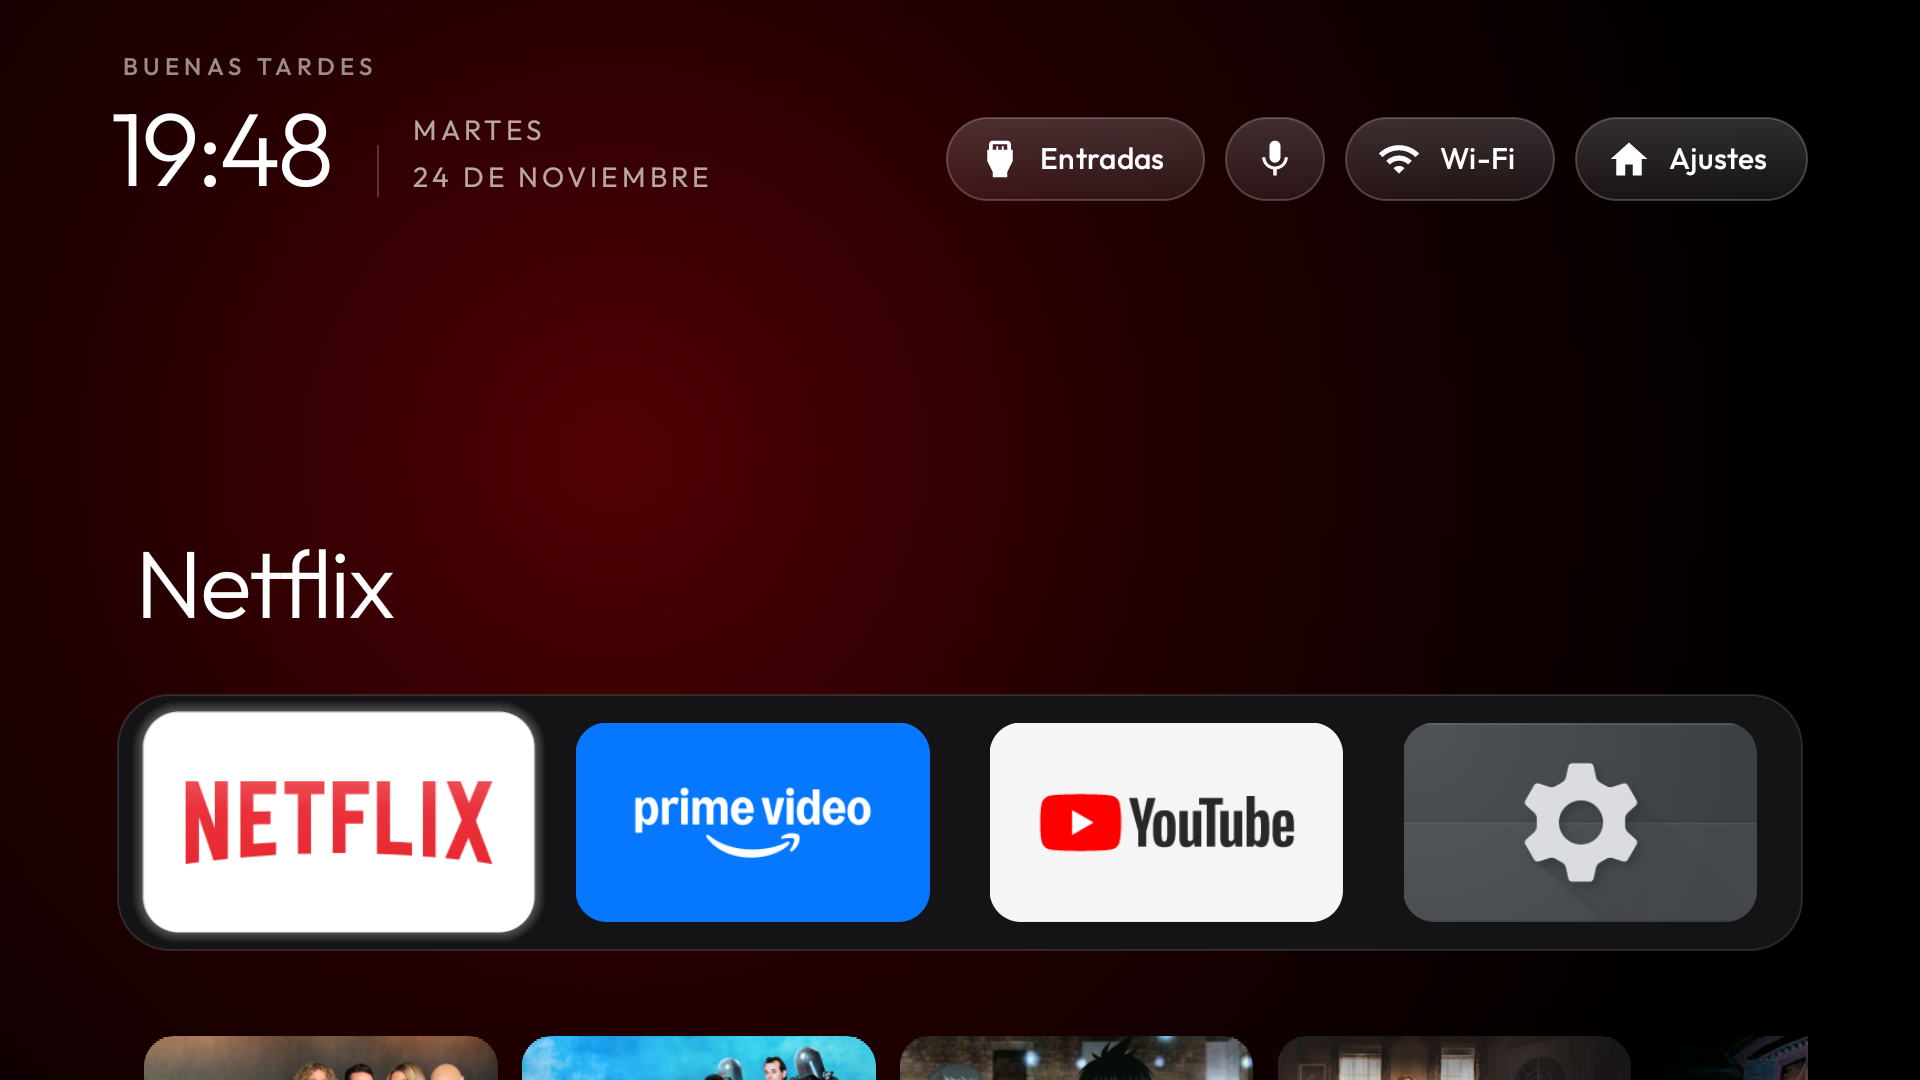 BUENAS TARDES
19:48
MARTES
24 DE NOVIEMBRE
Entradas
Wi-Fi
Ajustes
Netflix
NETFLIX
prime video
YouTube